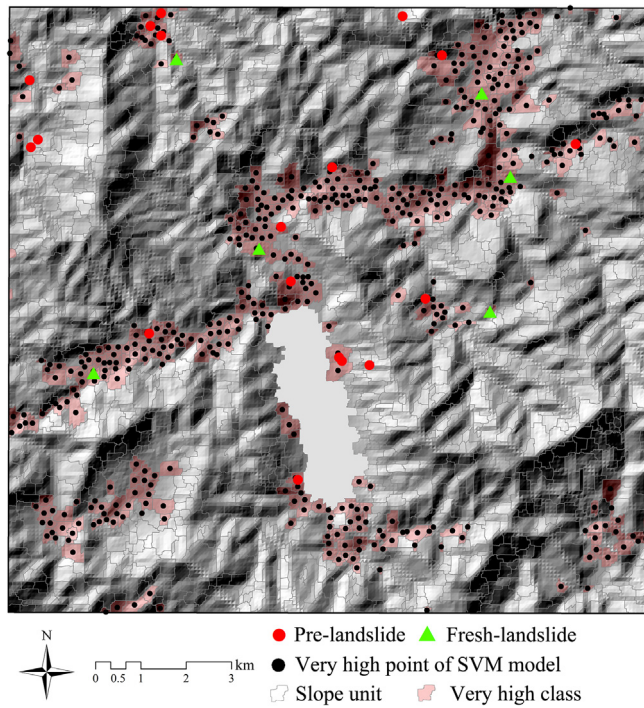 Pre-landslide Fresh-landslide
N
km
Very high point of SVM model
0 0.5 1 2 3
Slope unit Very high class